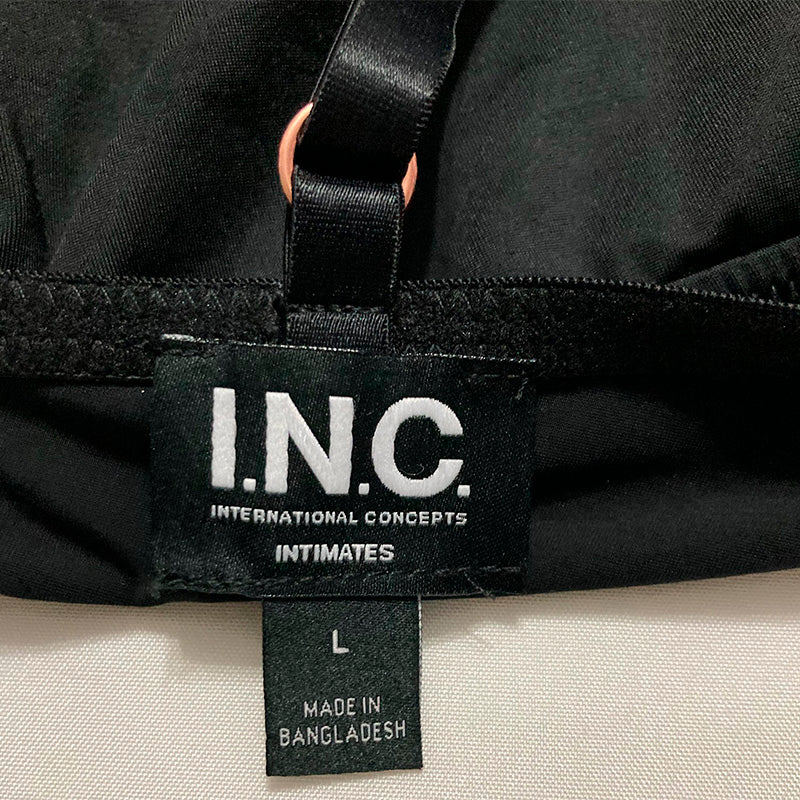 I.N.C.
INTERNATIONAL CONCEPTS
INTIMATES
L
MADE IN
BANGLADESH